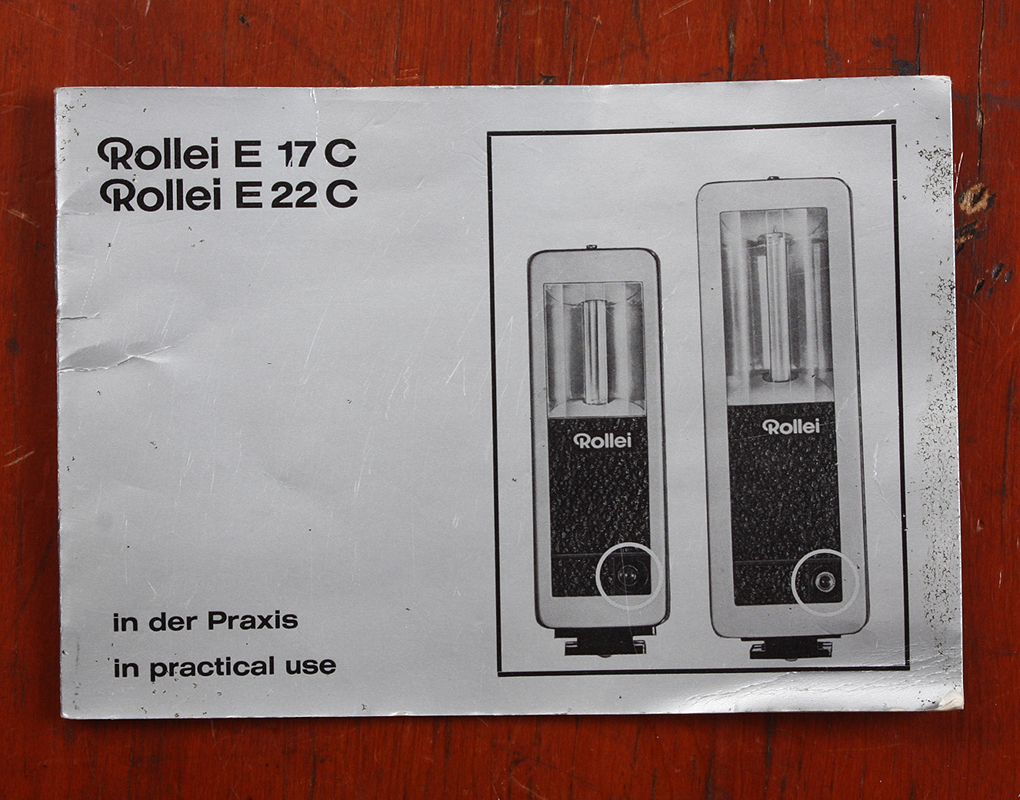 Rollei E 17 C
Rollei E 22 C
Rollei
Rollei
in der Praxis
in practical use